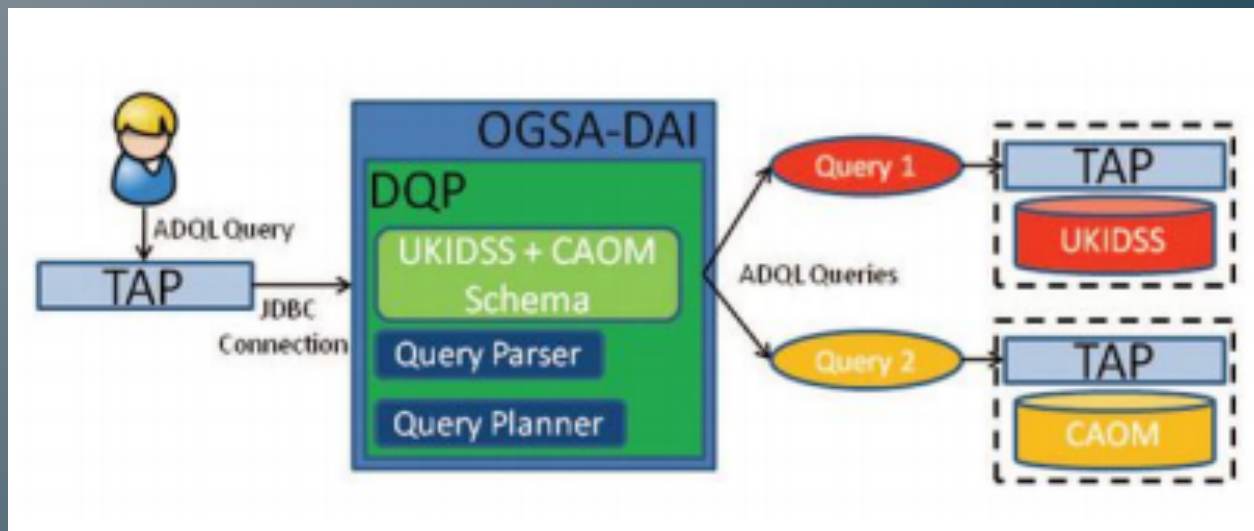 ADQL Query
TAP
JDBC
Connection
OGSA-DAI
DQP
UKIDSS + CAOM
Schema
Query Parser
Query Planner
ADQL Queries
Query 1
TAP
UKIDSS
Query 2
TAP
CAOM